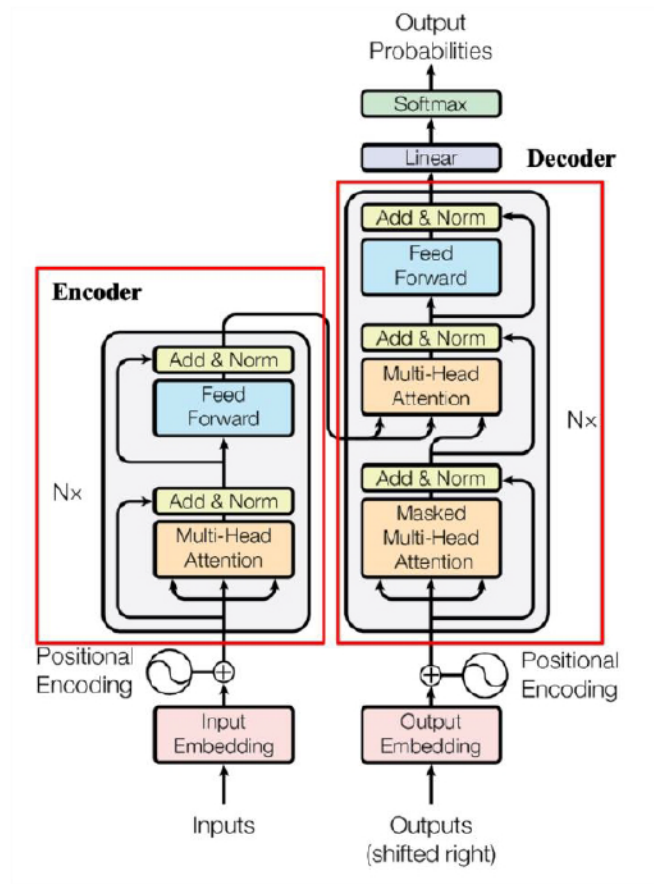 Output
Probabilities
Softmax
Linear
Decoder
Add & Norm
Feed
Forward
Add & Norm
Multi-Head
Attention
Nx
Add & Norm
Masked
Multi-Head
Attention
Encoder
Add & Norm
Feed
Forward
Nx
Add & Norm
Multi-Head
Attention
Positional
Encoding
Positional
Encoding
Input
Embedding
Output
Embedding
Inputs
Outputs
(shifted right)